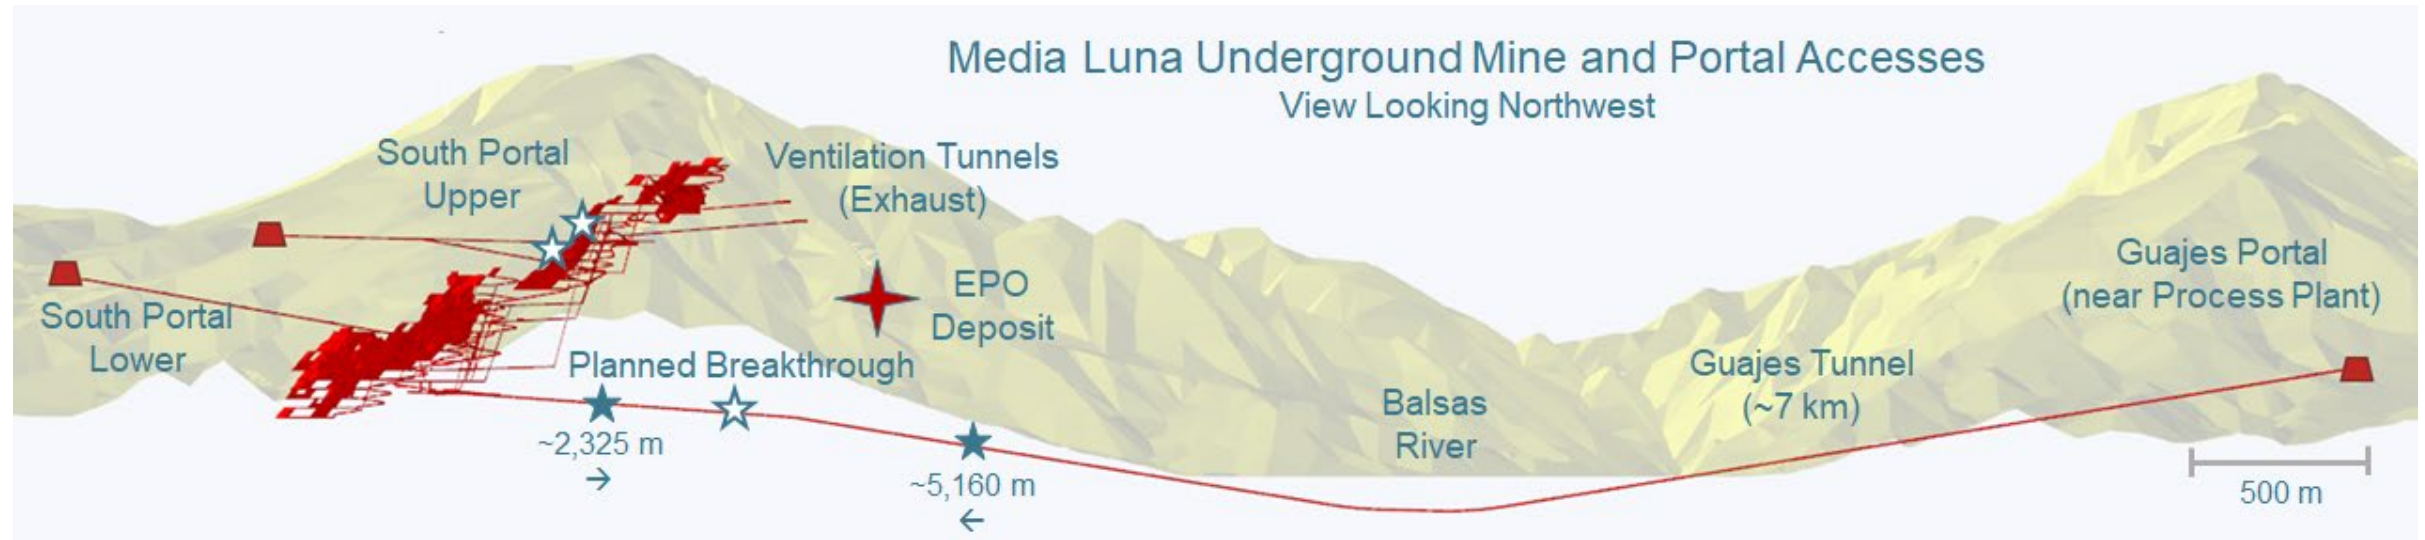 Media Luna Underground Mine and Portal Accesses
View Looking Northwest
South Portal
Upper
Ventilation Tunnels
(Exhaust)
South Portal
Lower
EPO
Deposit
Planned Breakthrough
~2,325 m
→
~5,160 m
←
Balsas
River
Guajes Tunnel
(~7 km)
Guajes Portal
(near Process Plant)
500 m